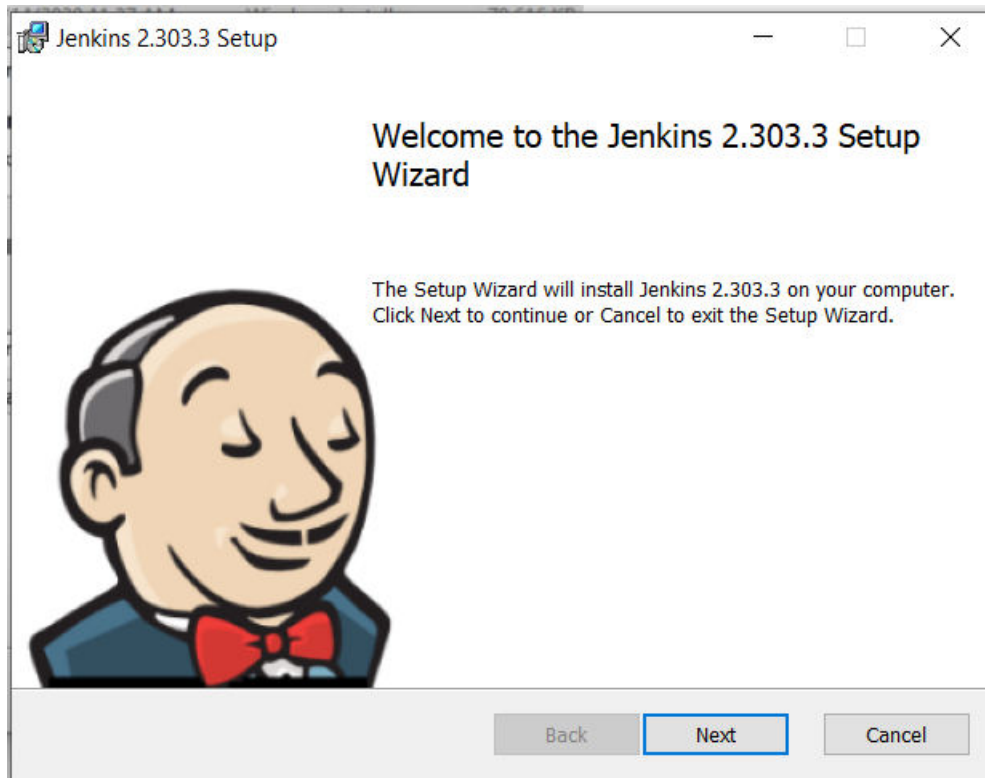 Jenkins 2.303.3 Setup
Welcome to the Jenkins 2.303.3 Setup
Wizard
The Setup Wizard will install Jenkins 2.303.3 on your computer.
Click Next to continue or Cancel to exit the Setup Wizard.
Back Next Cancel